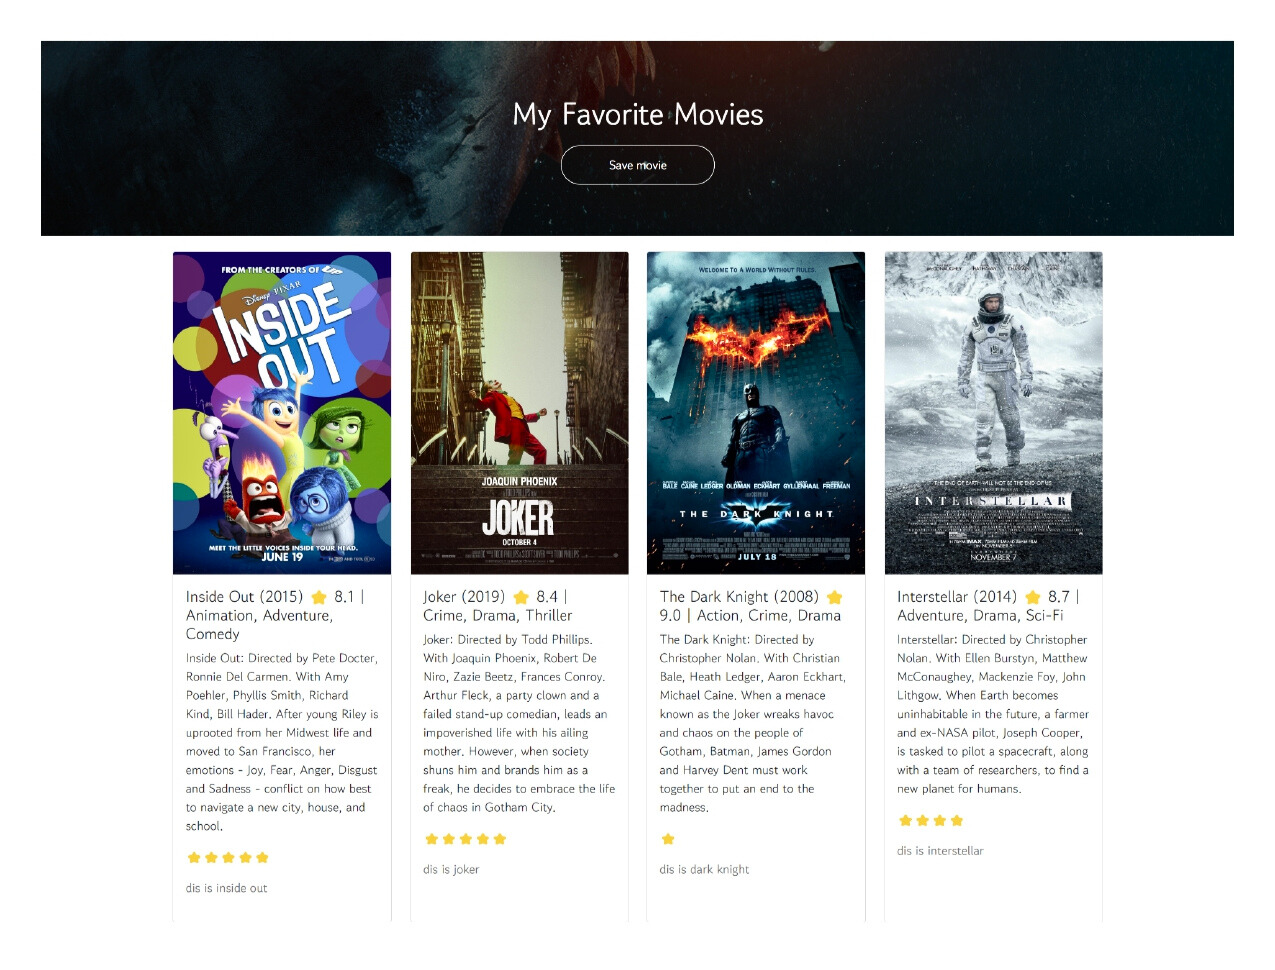 My Favorite Movies
Save movie
FROM THE CREATORS OF UP
DISNEY PIXAR
INSIDE
OUT
MEET THE LITTLE VOICES INSIDE YOUR HEAD.
JUNE 19
JOAQUIN PHOENIX
JOKER
OCTOBER 4
WELCOME TO A WORLD WITHOUT RULES.
BALE CAINE LEDGER OLDMAN ECKHART GYLLENHAAL FREEMAN
THE DARK KNIGHT
JULY 18
THE END OF EARTH WILL NOT BE THE END OF US
INTERSTELLAR
NOVEMBER 7
Inside Out (2015) ⭐ 8.1 |
Animation, Adventure,
Comedy
Inside Out: Directed by Pete Docter,
Ronnie Del Carmen. With Amy
Poehler, Phyllis Smith, Richard
Kind, Bill Hader. After young Riley is
uprooted from her Midwest life and
moved to San Francisco, her
emotions - Joy, Fear, Anger, Disgust
and Sadness - conflict on how best
to navigate a new city, house, and
school.
⭐⭐⭐⭐⭐
dis is inside out
Joker (2019) ⭐ 8.4 |
Crime, Drama, Thriller
Joker: Directed by Todd Phillips.
With Joaquin Phoenix, Robert De
Niro, Zazie Beetz, Frances Conroy.
Arthur Fleck, a party clown and a
failed stand-up comedian, leads an
impoverished life with his ailing
mother. However, when society
shuns him and brands him as a
freak, he decides to embrace the life
of chaos in Gotham City.
⭐⭐⭐⭐⭐
dis is joker
The Dark Knight (2008) ⭐
9.0 | Action, Crime, Drama
The Dark Knight: Directed by
Christopher Nolan. With Christian
Bale, Heath Ledger, Aaron Eckhart,
Michael Caine. When a menace
known as the Joker wreaks havoc
and chaos on the people of
Gotham, Batman, James Gordon
and Harvey Dent must work
together to put an end to the
madness.
⭐
dis is dark knight
Interstellar (2014) ⭐ 8.7 |
Adventure, Drama, Sci-Fi
Interstellar: Directed by Christopher
Nolan. With Ellen Burstyn, Matthew
McConaughey, Mackenzie Foy, John
Lithgow. When Earth becomes
uninhabitable in the future, a farmer
and ex-NASA pilot, Joseph Cooper,
is tasked to pilot a spacecraft, along
with a team of researchers, to find a
new planet for humans.
⭐⭐⭐⭐
dis is interstellar